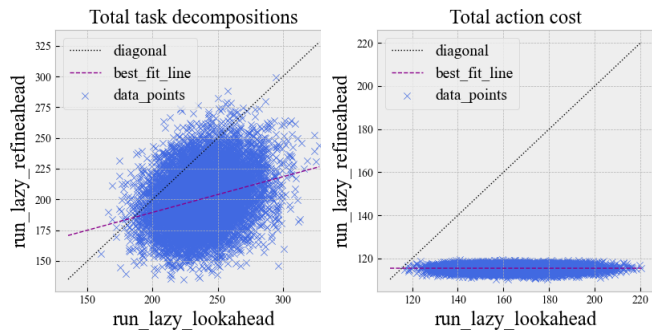 Total task decompositions
325
300
275
250
225
200
175
150
150
200
250
300
run_lazy_refineahead
run_lazy_lookahead
diagonal
best_fit_line
data_points
Total action cost
220
200
180
160
140
120
120
140
160
180
200
220
run_lazy_refineahead
run_lazy_lookahead
diagonal
best_fit_line
data_points